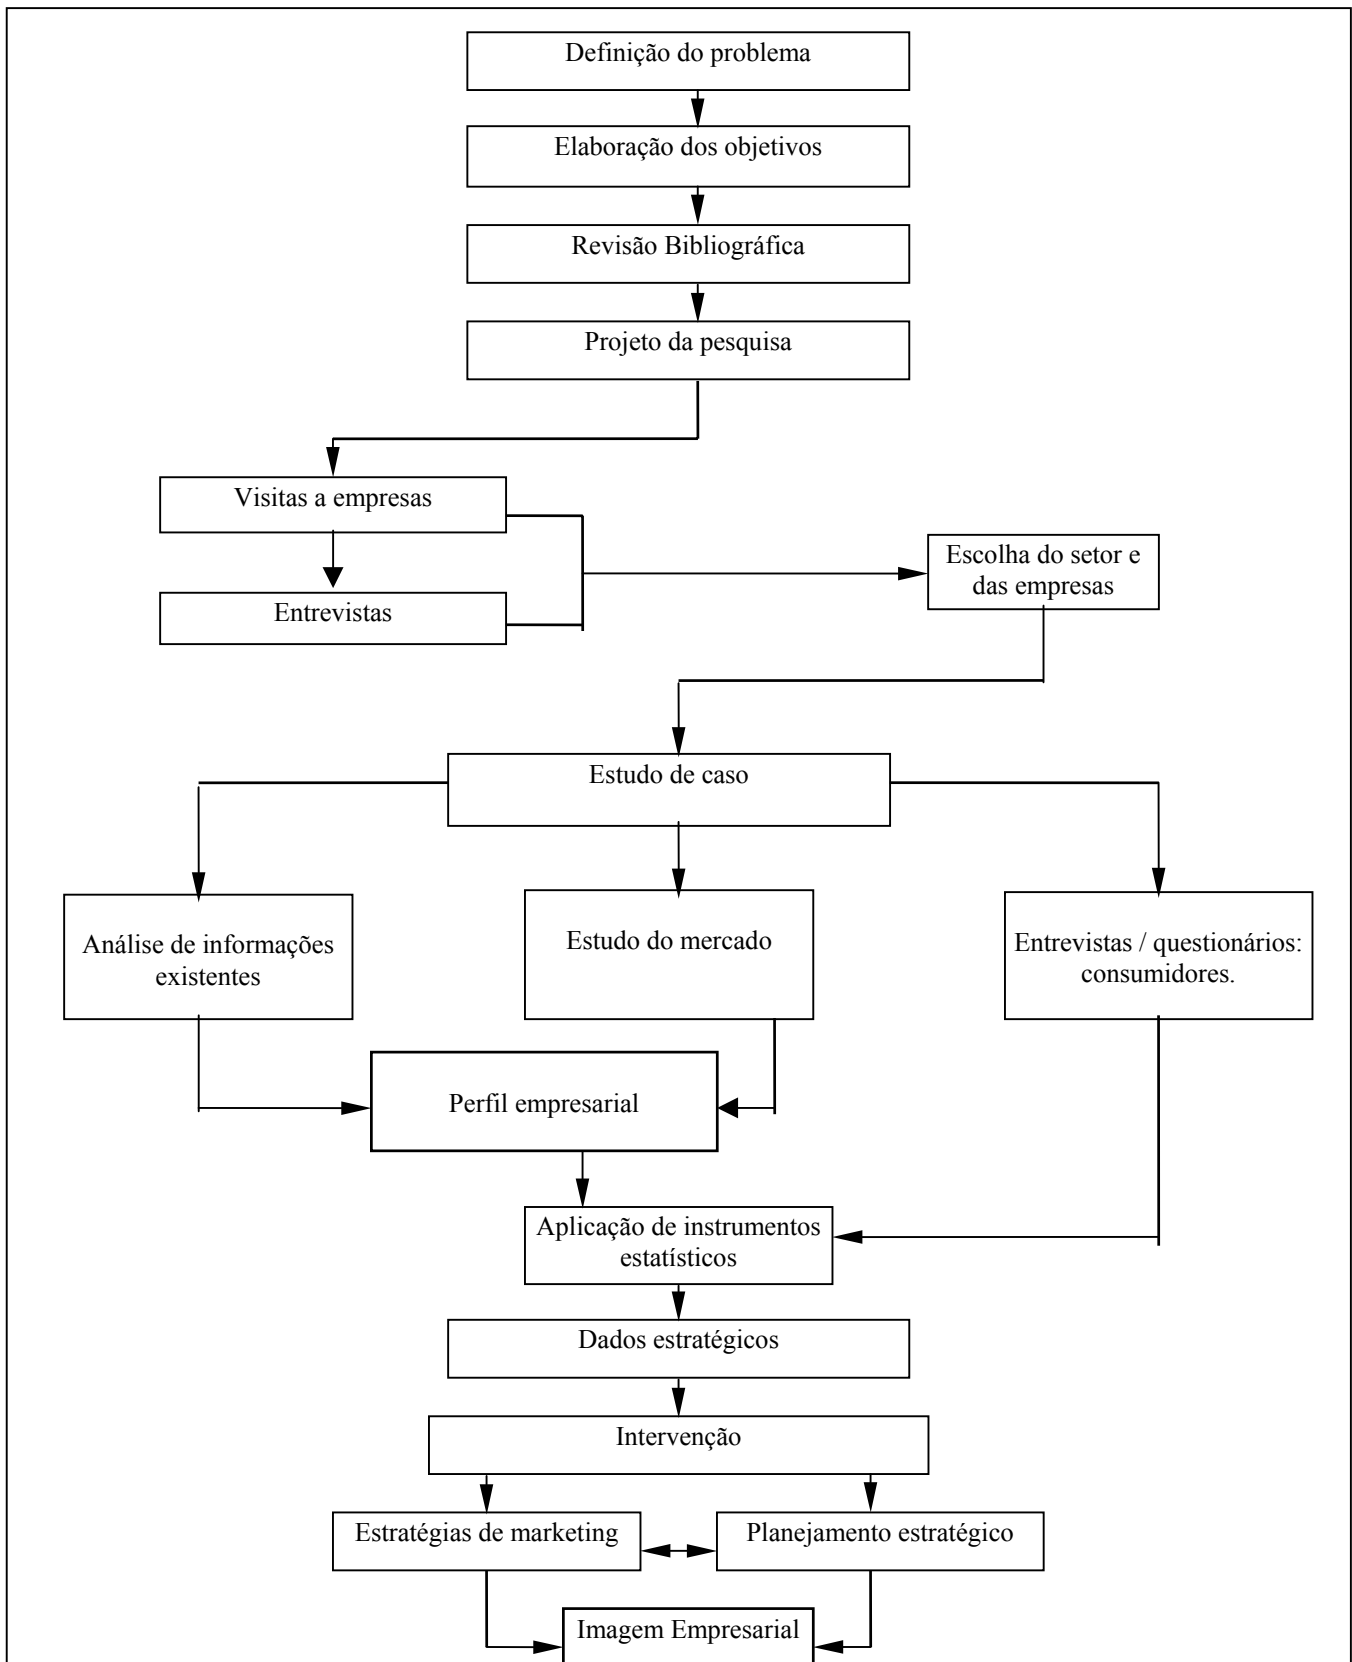 Definição do problema
Elaboração dos objetivos
Revisão Bibliográfica
Projeto da pesquisa
Visitas a empresas
Entrevistas
Escolha do setor e
das empresas
Estudo de caso
Análise de informações
existentes
Estudo do mercado
Entrevistas / questionários:
consumidores.
Perfil empresarial
Aplicação de instrumentos
estatísticos
Dados estratégicos
Intervenção
Estratégias de marketing
Planejamento estratégico
Imagem Empresarial